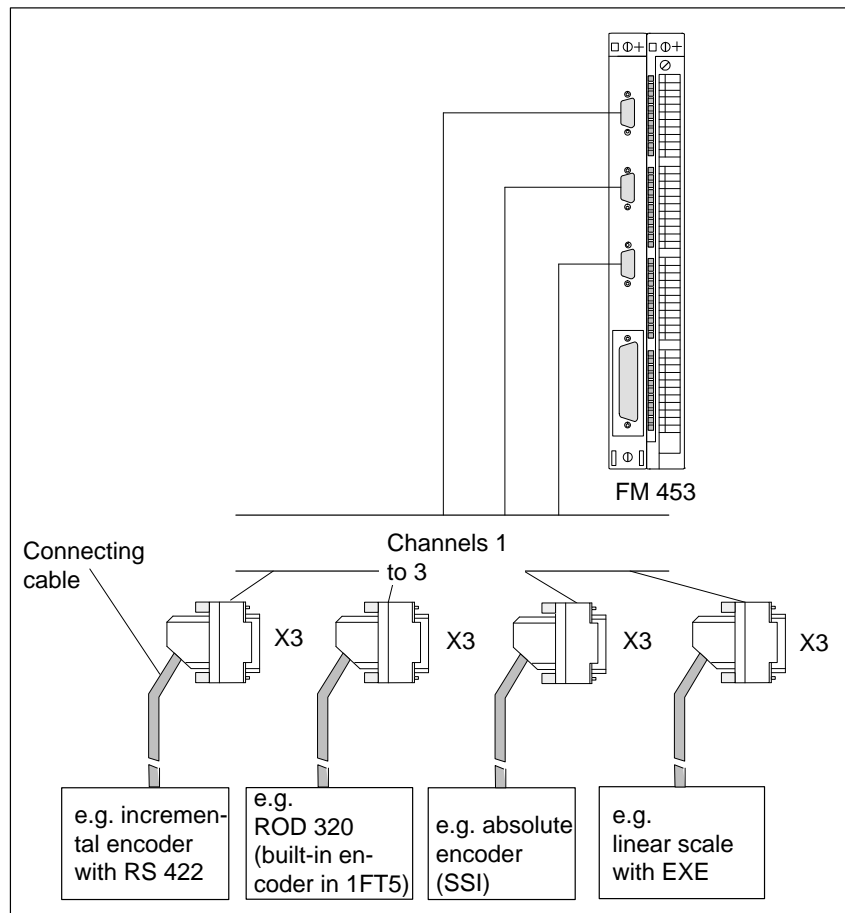 FM 453
Connecting
cable
Channels 1
to 3
X3
X3
X3
X3
e.g. incremen-
tal encoder
with RS 422
e.g.
ROD 320
(built-in en-
coder in 1FT5)
e.g. absolute
encoder
(SSI)
e.g.
linear scale
with EXE